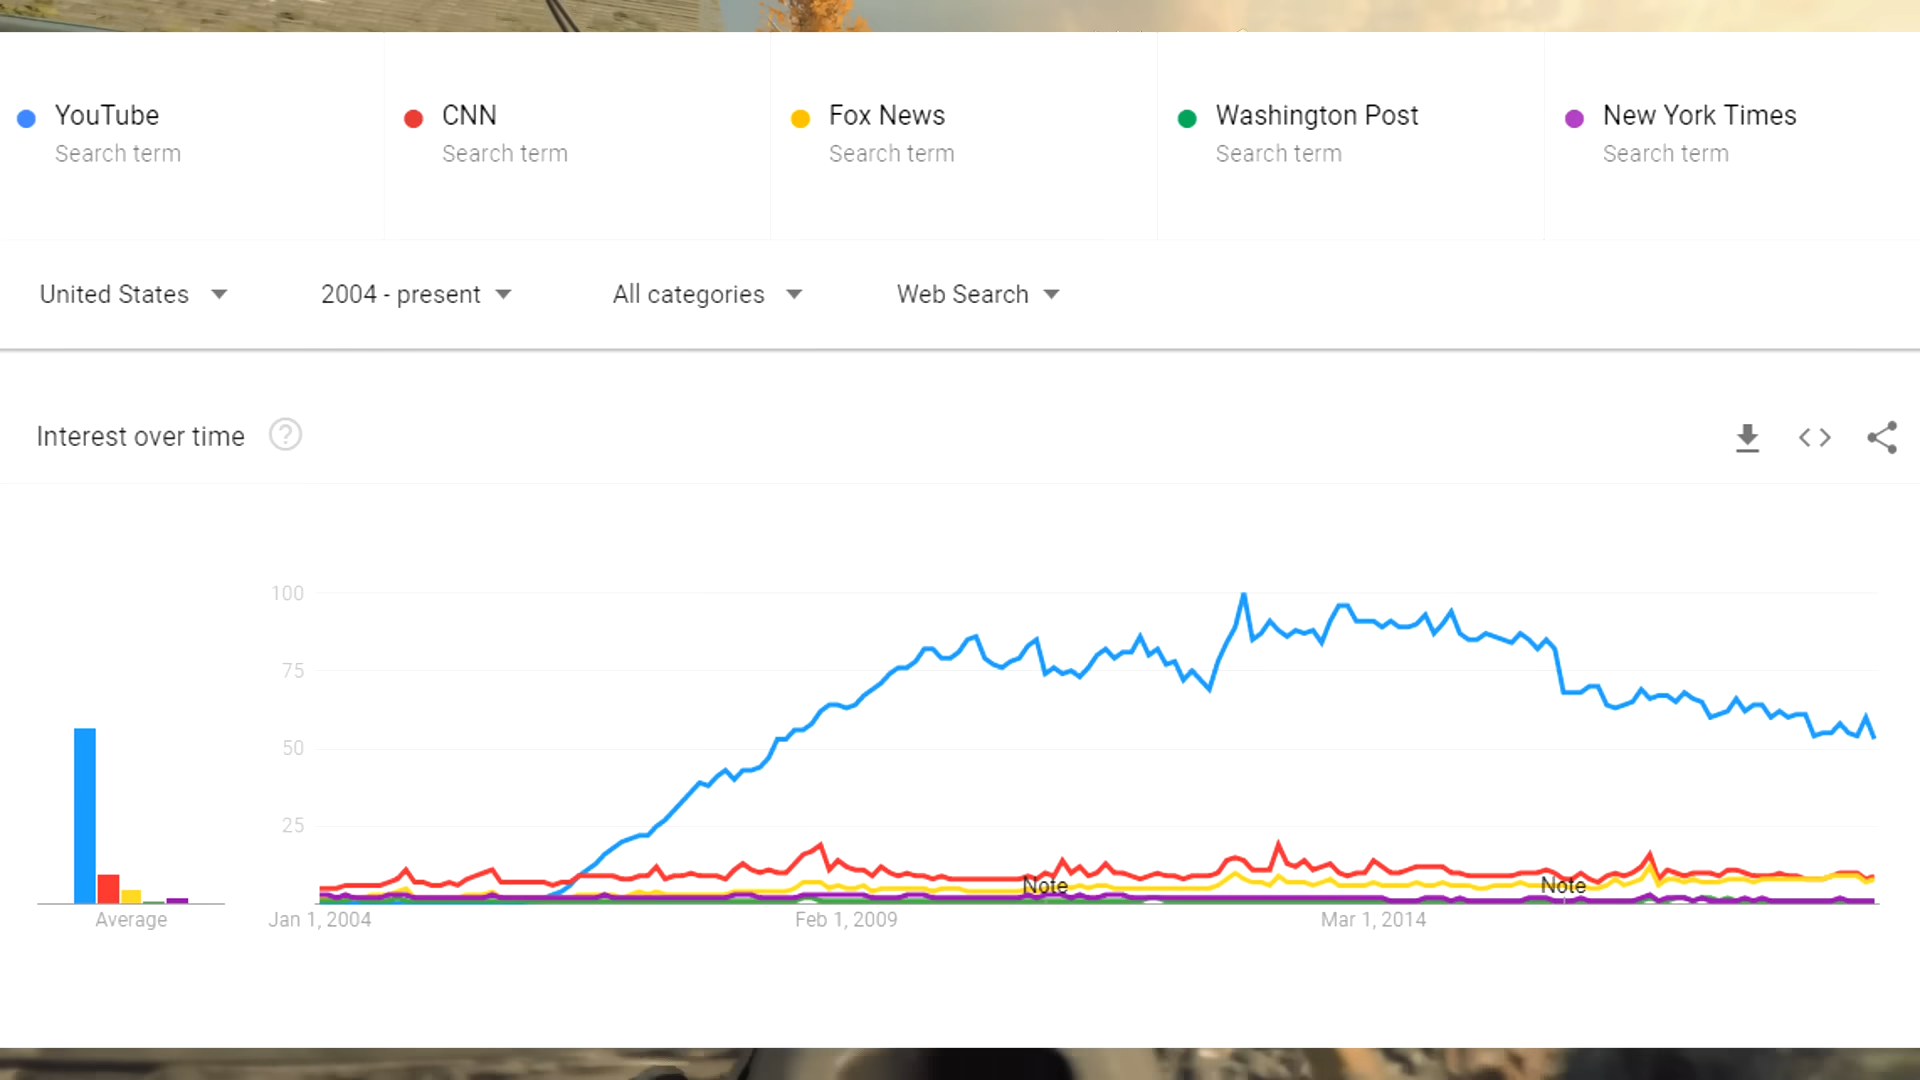 YouTube
Search term
CNN
Search term
Fox News
Search term
Washington Post
Search term
New York Times
Search term
United States
2004 - present
All categories
Web Search
Interest over time
?
100
75
50
25
Note
Note
Average
Jan 1, 2004
Feb 1, 2009
Mar 1, 2014